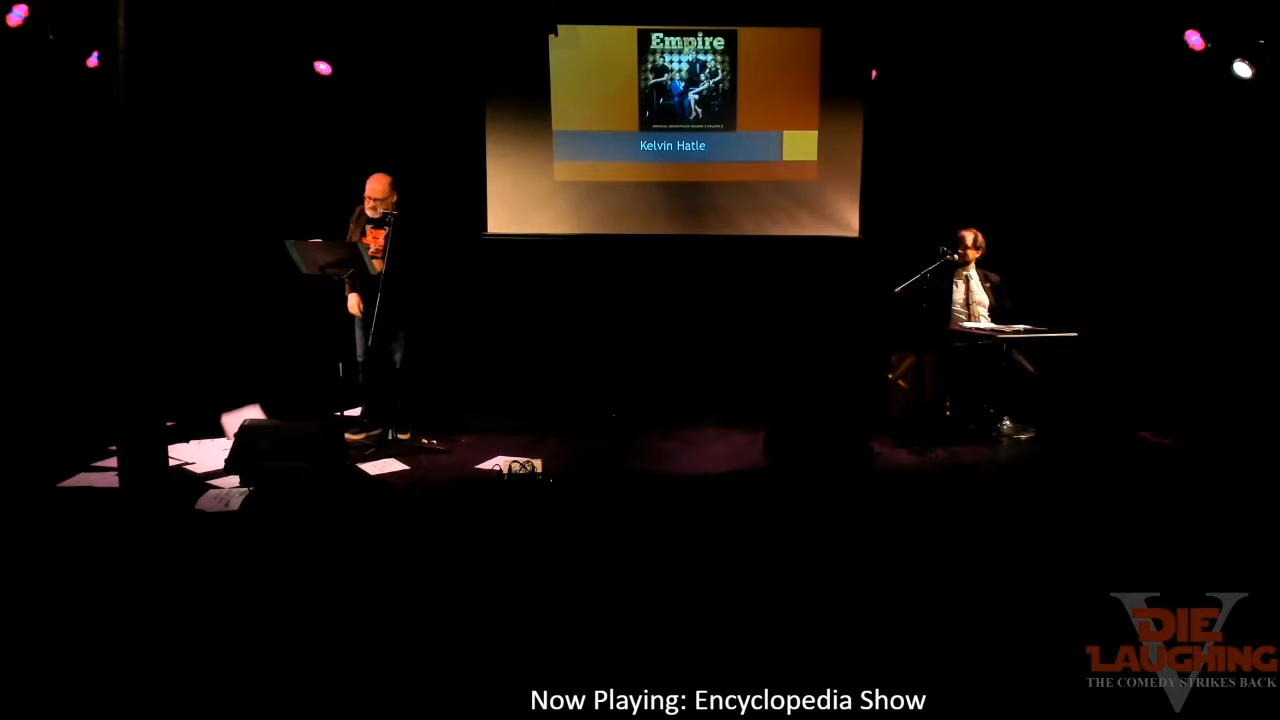 Empire
Kelvin Hatle
DIE
LAUGHING
V
THE COMEDY STRIKES BACK
Now Playing: Encyclopedia Show